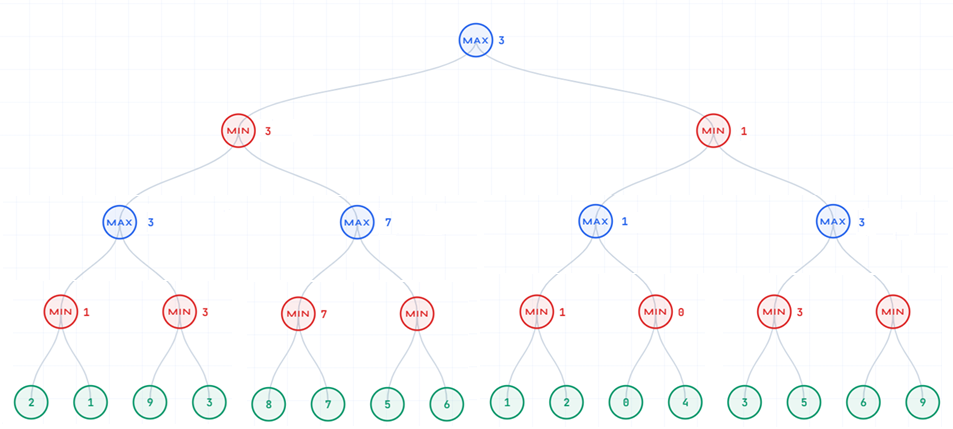 MAX 3
MIN 3 MIN 1
MAX 3 MAX 7 MAX 1 MAX 3
MIN 1 MIN 3 MIN 7 MIN MIN 1 MIN 0 MIN 3 MIN
2 1 9 3 8 7 5 6 1 2 0 4 3 5 6 9